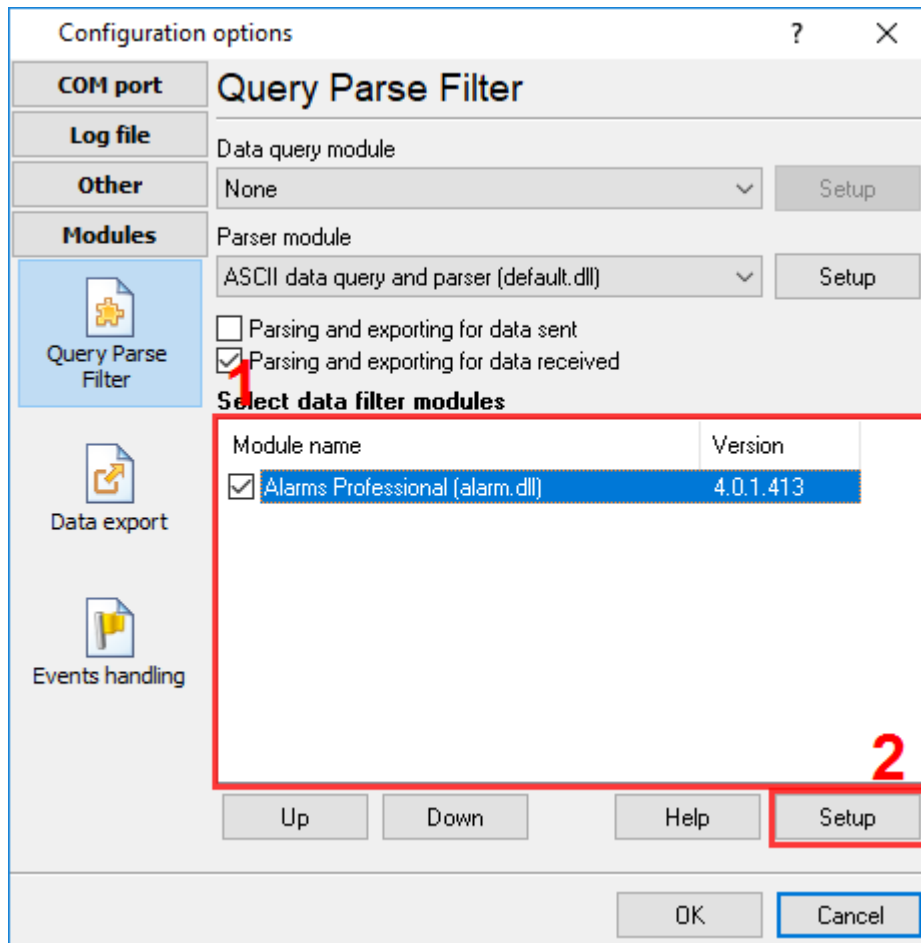 Configuration options ?
COM port
Log file
Other
Modules
Query Parse
Filter
Data export
Events handling
Query Parse Filter
Data query module
None Setup
Parser module
ASCII data query and parser (default.dll) Setup
Parsing and exporting for data sent
Parsing and exporting for data received
1
Select data filter modules
Module name Version
Alarms Professional (alarm.dll) 4.0.1.413
2
Up Down Help Setup
OK Cancel